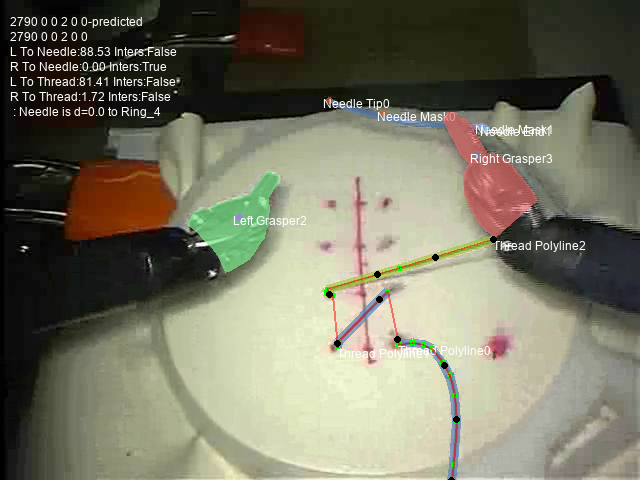 2790 0 0 2 0 0-predicted
2790 0 0 2 0 0
L To Needle:88.53 Inters:False
R To Needle:0.00 Inters:True
L To Thread:81.41 Inters:False
R To Thread:1.72 Inters:False
: Needle is d=0.0 to Ring_4
Needle Tip0
Needle Mask0
Needle Mask1
Needle End1
Right Grasper3
Left Grasper2
Thread Polyline2
Thread Polyline0